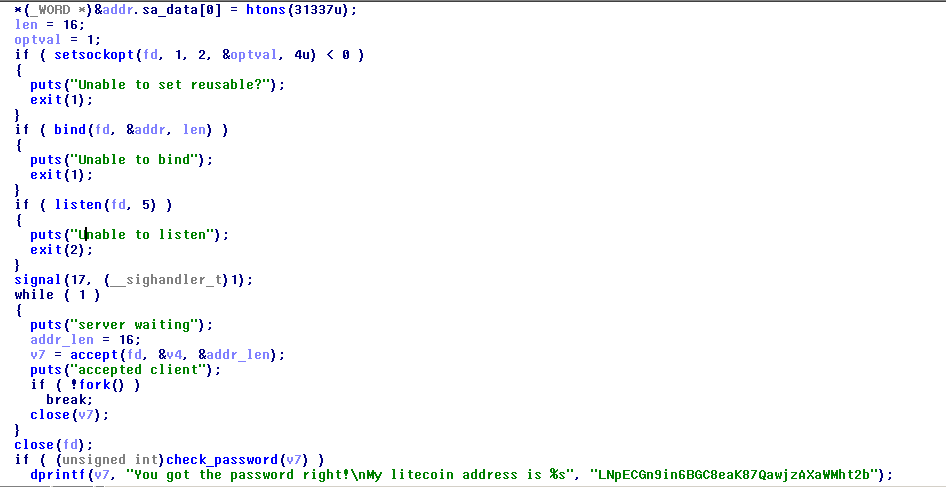 *(_WORD *)&addr.sa_data[0] = htons(31337u);
len = 16;
optval = 1;
if ( setsockopt(fd, 1, 2, &optval, 4u) < 0 )
{
puts("Unable to set reusable?");
exit(1);
}
if ( bind(fd, &addr, len) )
{
puts("Unable to bind");
exit(1);
}
if ( listen(fd, 5) )
{
puts("Unable to listen");
exit(2);
}
signal(17, (__sighandler_t)1);
while ( 1 )
{
puts("server waiting");
addr_len = 16;
v7 = accept(fd, &v4, &addr_len);
puts("accepted client");
if ( !fork() )
break;
close(v7);
}
close(fd);
if ( (unsigned int)check_password(v7) )
dprintf(v7, "You got the password right!\nMy litecoin address is %s", "LNpECGn9in6BGC8eaK87QawjzAXaWMht2b");